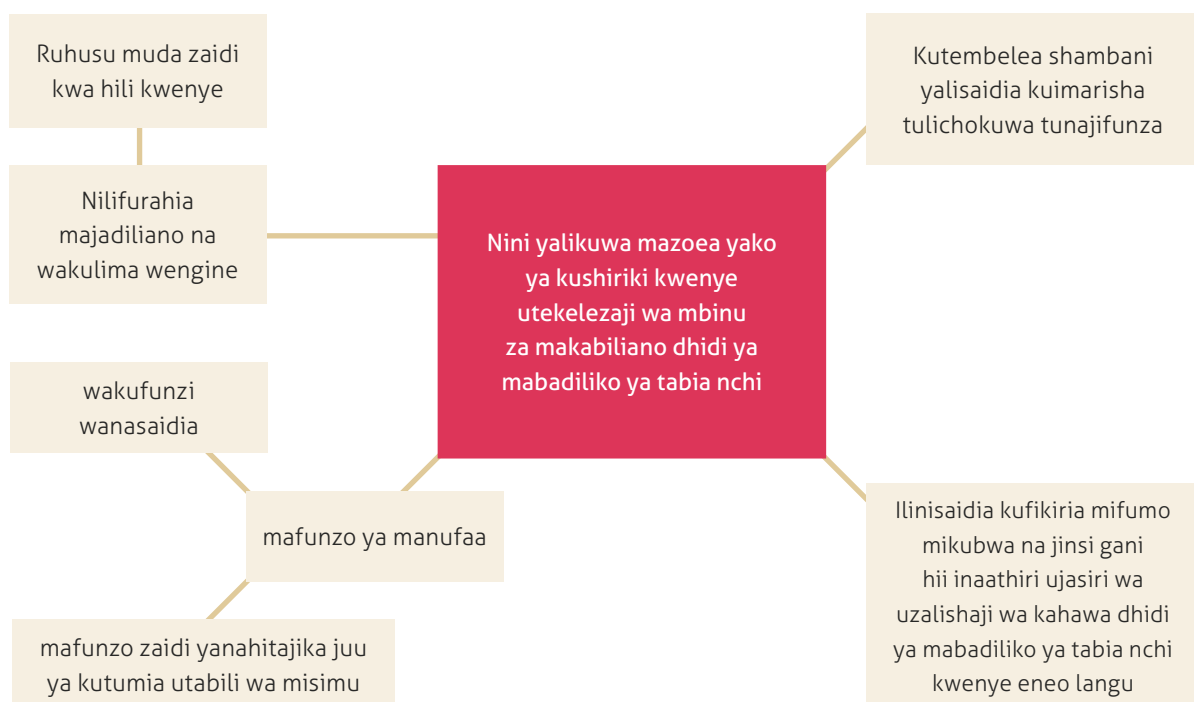 Ruhusu muda zaidi
kwa hili kwenye
Nilifurahia
majadiliano na
wakulima wengine
Kutembelea shambani
yalisaidia kuimarisha
tulichokuwa tunajifunza
Nini yalikuwa mazoea yako
ya kushiriki kwenye
utekelezaji wa mbinu
za makabiliano dhidi ya
mabadiliko ya tabia nchi
wakufunzi
wanasaidia
mafunzo ya manufaa
mafunzo zaidi yanahitajika juu
ya kutumia utabili wa misimu
Ilinisaidia kufikiria mifumo
mikubwa na jinsi gani
hii inaathiri ujasiri wa
uzalishaji wa kahawa dhidi
ya mabadiliko ya tabia nchi
kwenye eneo langu